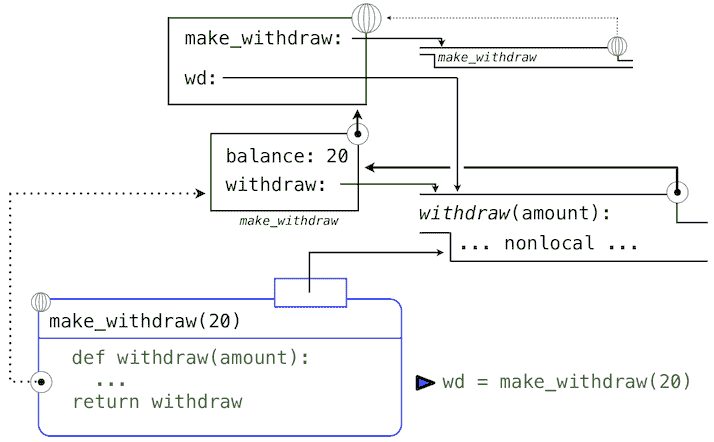 make_withdraw:
make_withdraw
wd:
balance: 20
withdraw:
make_withdraw
withdraw(amount):
... nonlocal ...
make_withdraw(20)
def withdraw(amount):
...
return withdraw
wd = make_withdraw(20)